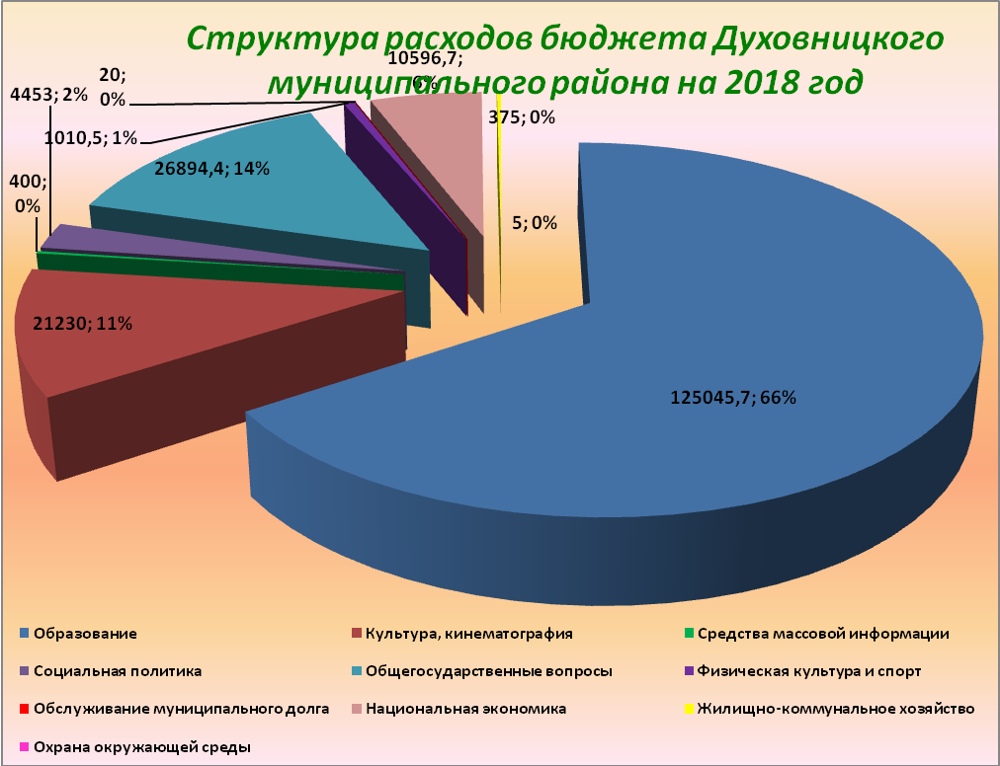 Структура расходов бюджета Духовницкого
муниципального района на 2018 год
10596,7;
6%
20;
0%
4453; 2%
1010,5; 1%
375; 0%
26894,4; 14%
400;
0%
5; 0%
21230; 11%
125045,7; 66%
Образование
Культура, кинематография
Средства массовой информации
Социальная политика
Общегосударственные вопросы
Физическая культура и спорт
Обслуживание муниципального долга
Национальная экономика
Жилищно-коммунальное хозяйство
Охрана окружающей среды